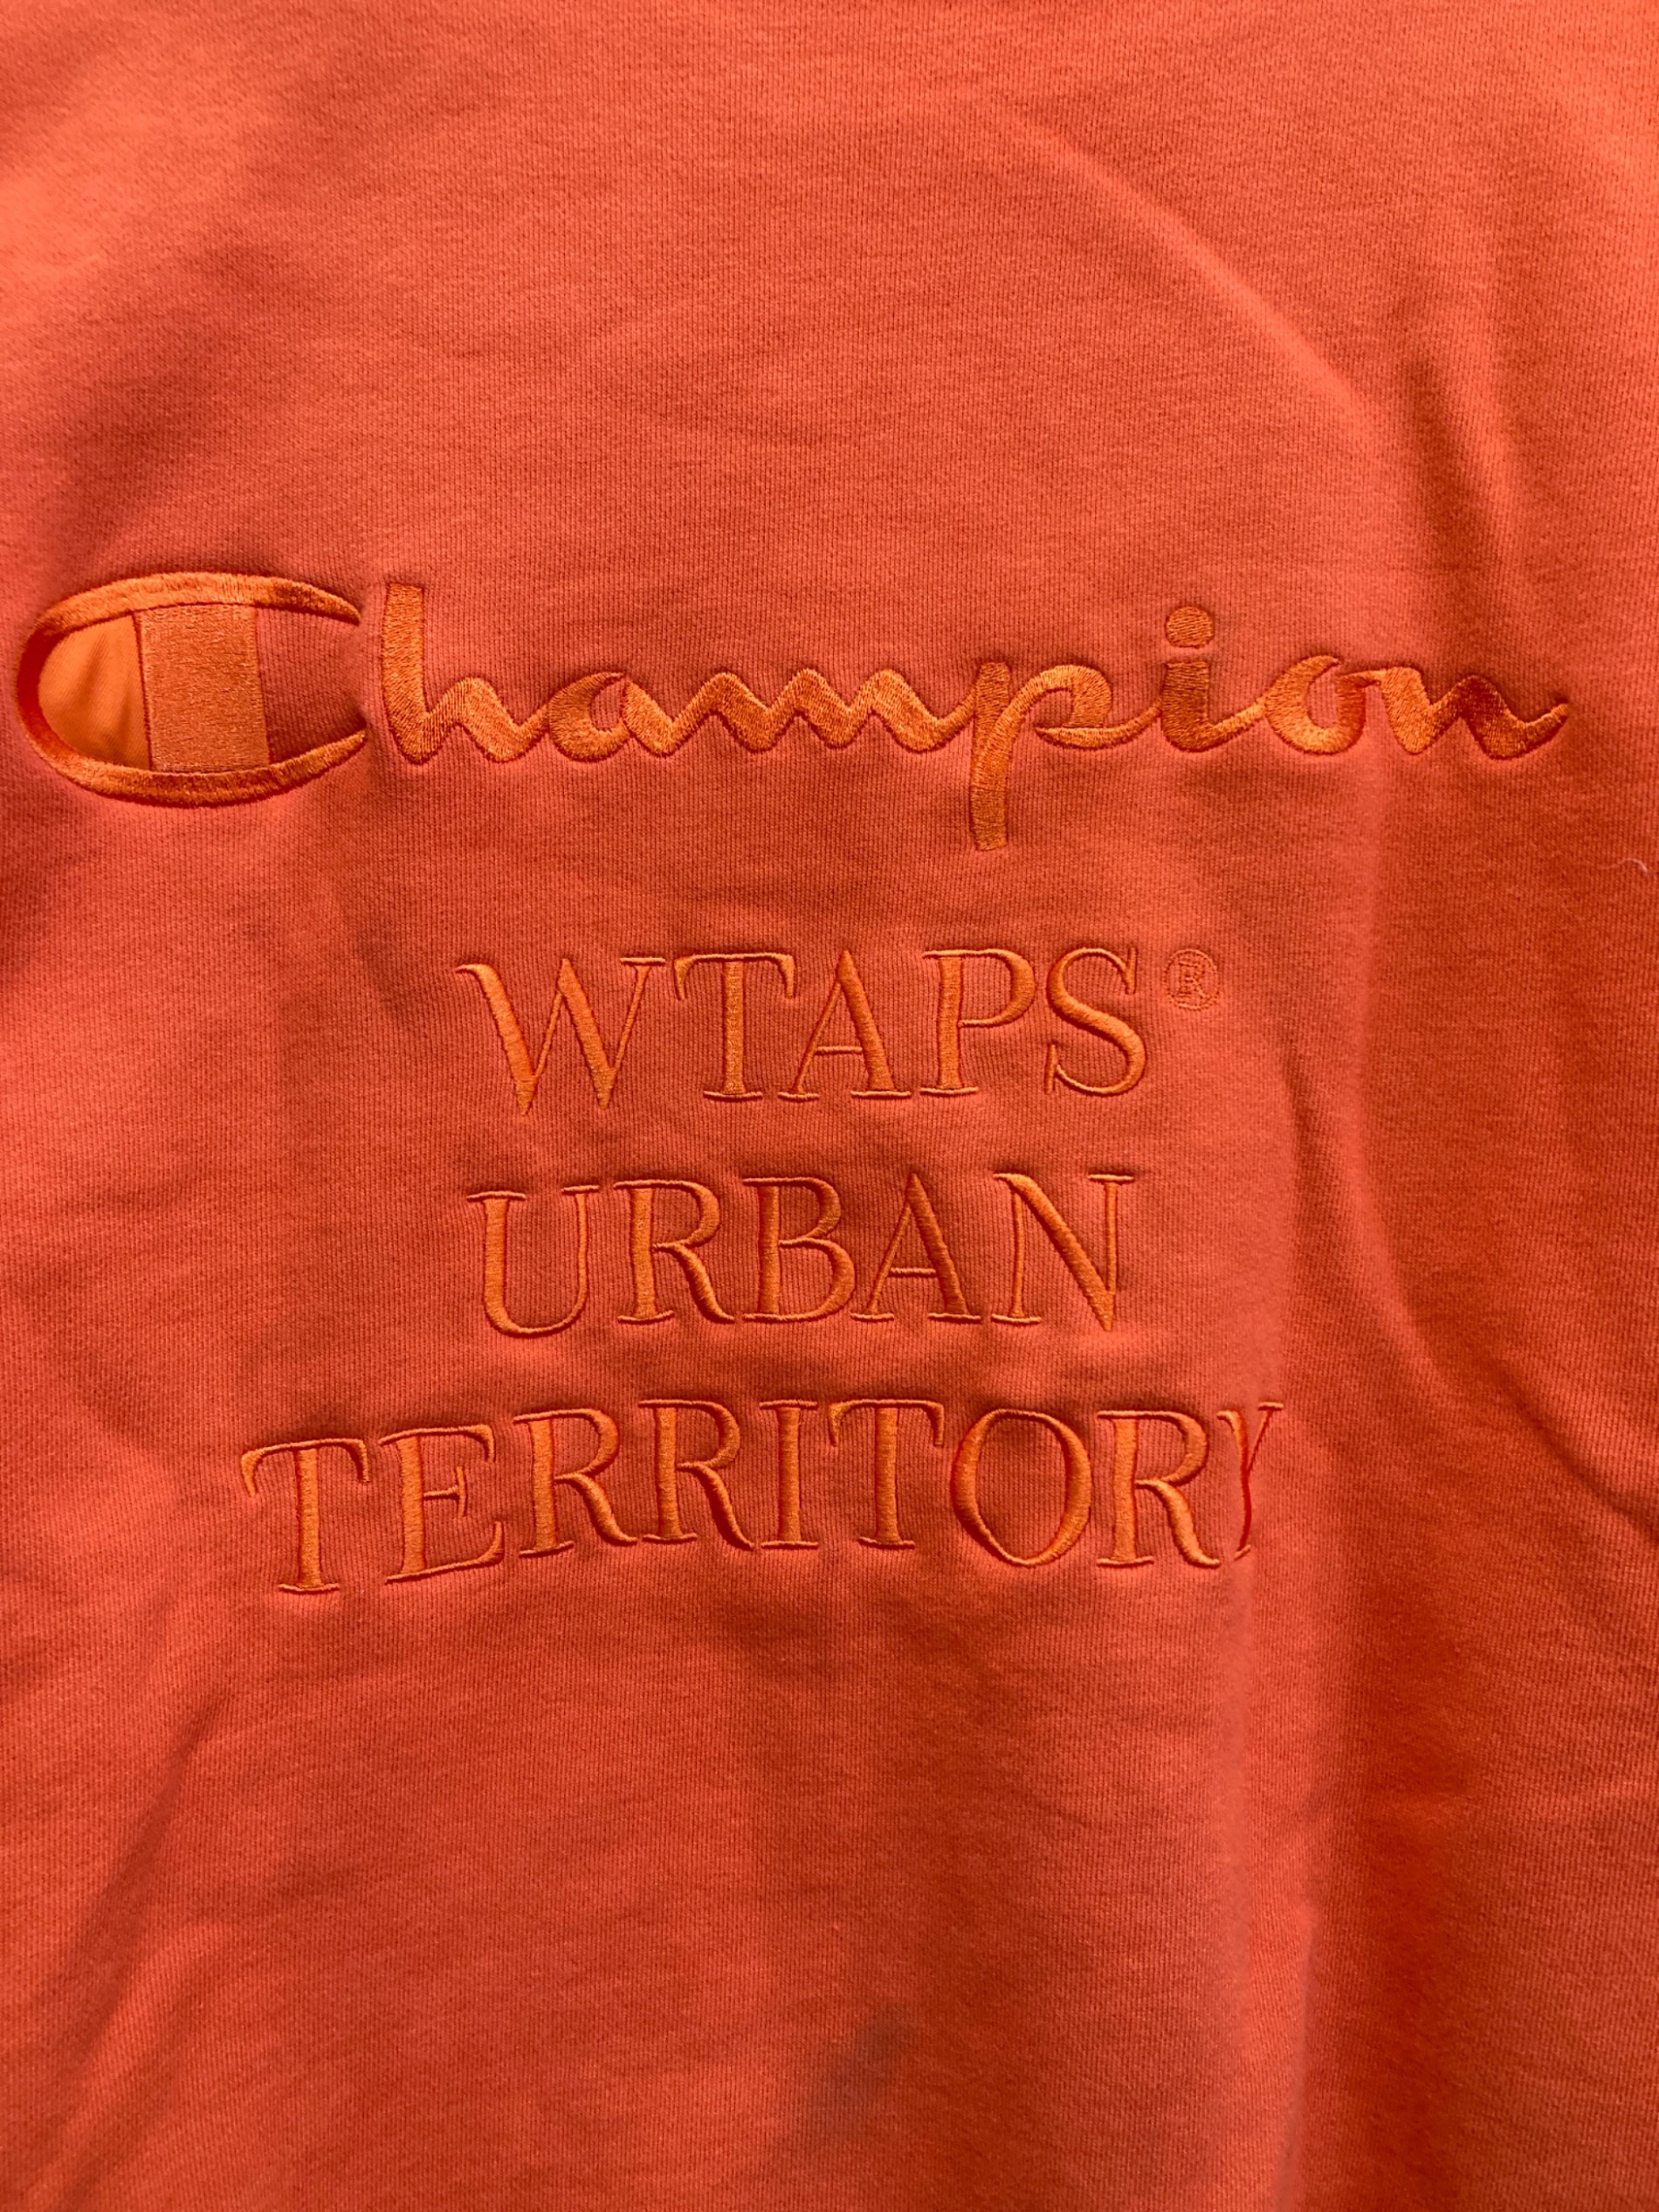 Champion
WTAPS®
URBAN
TERRITORY